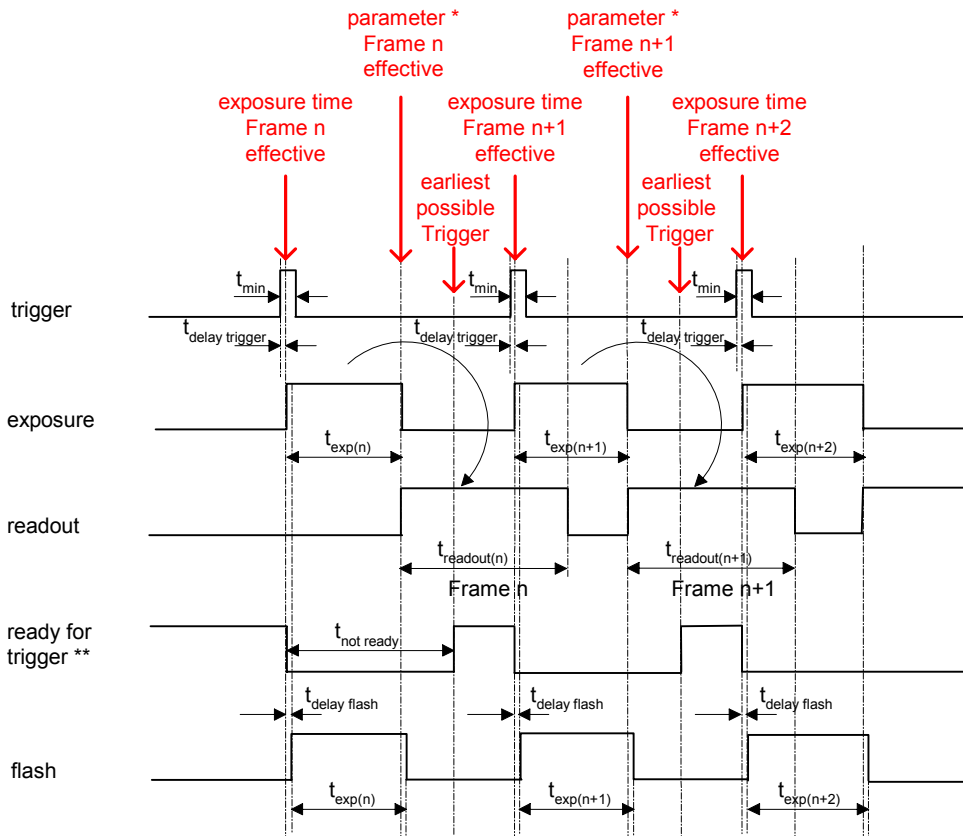 parameter *
Frame n
effective
parameter *
Frame n+1
effective
exposure time
Frame n
effective
exposure time
Frame n+1
effective
exposure time
Frame n+2
effective
earliest
possible
Trigger
earliest
possible
Trigger
trigger
tmin
tmin
tmin
tdelay trigger
tdelay trigger
tdelay trigger
exposure
texp(n)
texp(n+1)
texp(n+2)
readout
treadout(n)
treadout(n+1)
Frame n
Frame n+1
ready for
trigger **
tnot ready
tdelay flash
tdelay flash
tdelay flash
flash
texp(n)
texp(n+1)
texp(n+2)